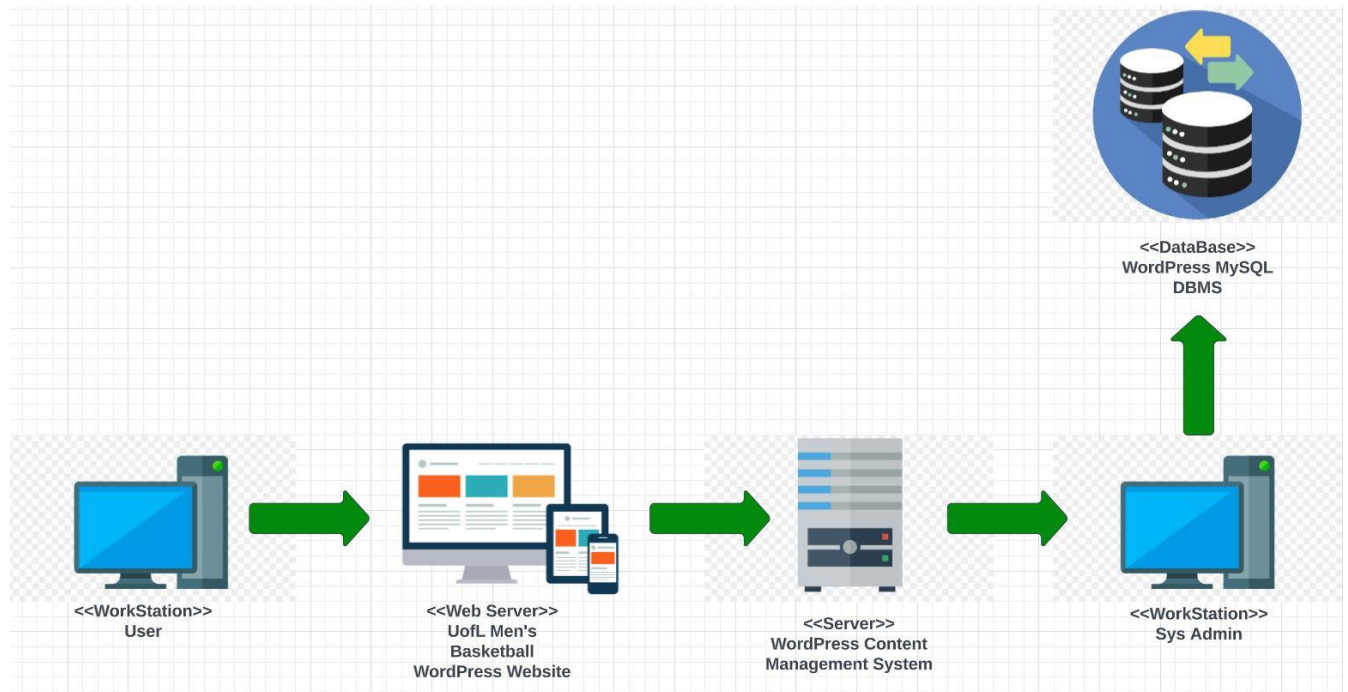 <<DataBase>>
WordPress MySQL
DBMS
<<WorkStation>>
User
<<Web Server>>
UofL Men's
Basketball
WordPress Website
<<Server>>
WordPress Content
Management System
<<WorkStation>>
Sys Admin